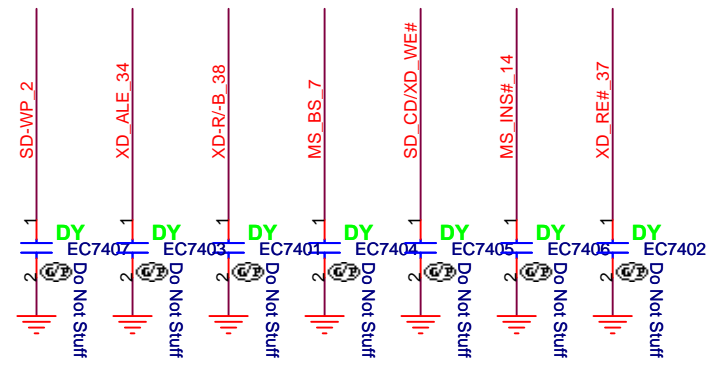 SD-WP_2
XD_ALE_34
XD-R/-B_38
MS_BS_7
SD_CD/XD_WE#
MS_INS#_14
XD_RE#_37
1
1
1
1
1
1
1
DY
DY
DY
DY
DY
DY
DY
EC7407
EC7403
EC7401
EC7404
EC7405
EC7406
EC7402
2
G/P
2
G/P
2
G/P
2
G/P
2
G/P
2
G/P
2
G/P
Do Not Stuff
Do Not Stuff
Do Not Stuff
Do Not Stuff
Do Not Stuff
Do Not Stuff
Do Not Stuff